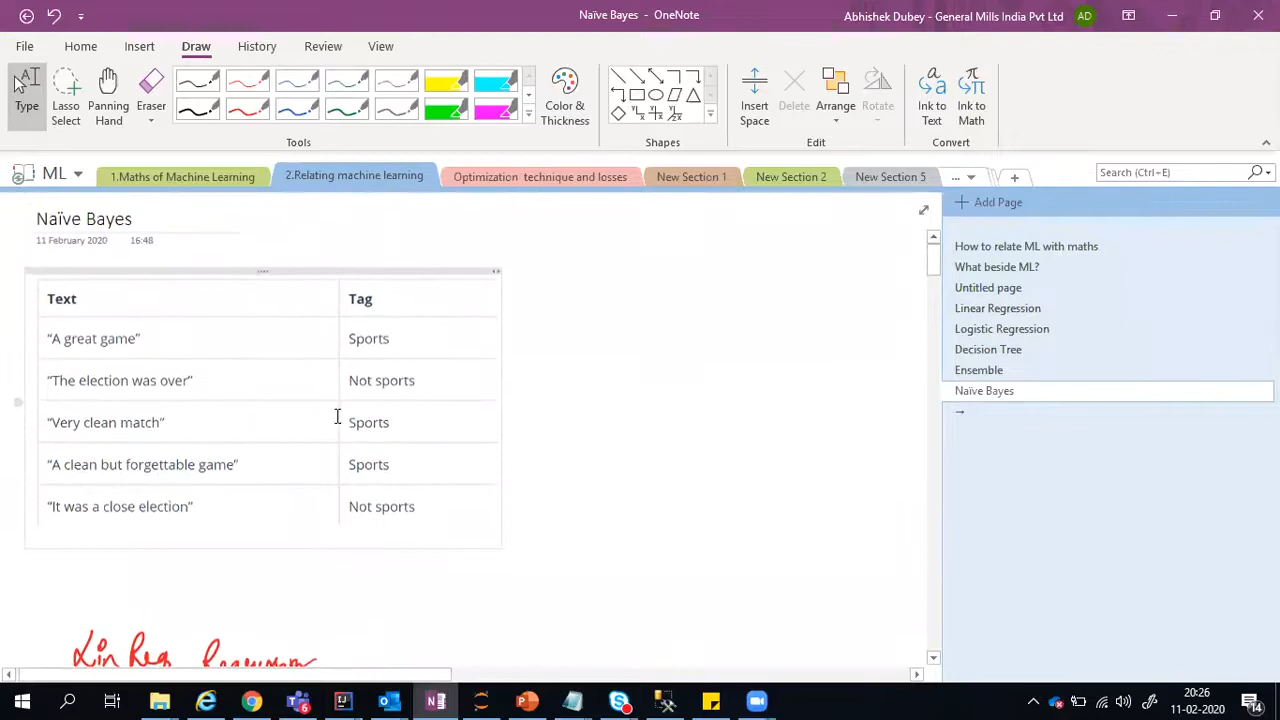 Naïve Bayes - OneNote
Abhishek Dubey - General Mills India Pvt Ltd
AD
File
Home
Insert
Draw
History
Review
View
Type
Lasso Select
Panning Hand
Eraser
Color & Thickness
Insert Space
Delete
Arrange
Rotate
Ink to Text
Ink to Math
Tools
Shapes
Edit
Convert
ML
1.Maths of Machine Learning
2.Relating machine learning
Optimization technique and losses
New Section 1
New Section 2
New Section 5
...
Search (Ctrl+E)
Naïve Bayes
11 February 2020 16:48
Add Page
How to relate ML with maths
What beside ML?
Untitled page
Linear Regression
Logistic Regression
Decision Tree
Ensemble
Naïve Bayes
→
Text Tag
“A great game” Sports
“The election was over” Not sports
“Very clean match” Sports
“A clean but forgettable game” Sports
“It was a close election” Not sports
Lin Reg
20:26
11-02-2020
14